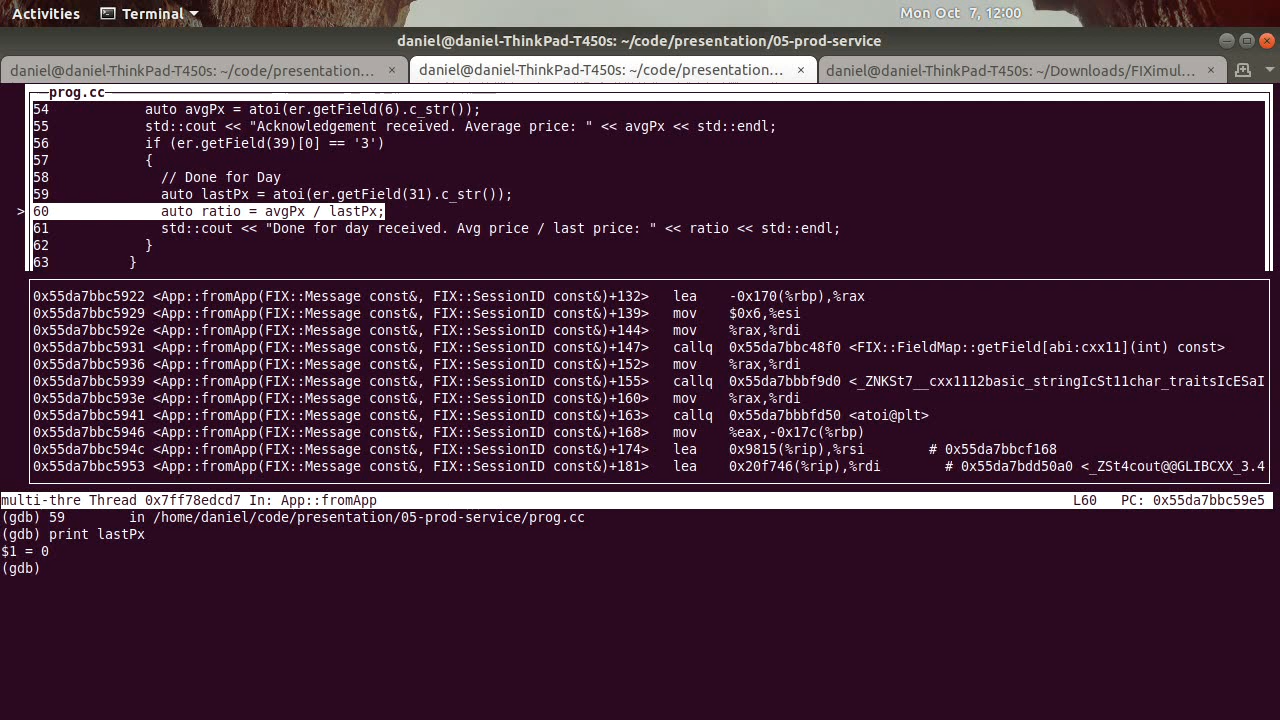 Activities Terminal Mon Oct 7, 12:00
daniel@daniel-ThinkPad-T450s: ~/code/presentation/05-prod-service
daniel@daniel-ThinkPad-T450s: ~/code/presentation… × daniel@daniel-ThinkPad-T450s: ~/code/presentation… × daniel@daniel-ThinkPad-T450s: ~/Downloads/FIXimul… ×
prog.cc
54 auto avgPx = atoi(er.getField(6).c_str());
55 std::cout << "Acknowledgement received. Average price: " << avgPx << std::endl;
56 if (er.getField(39)[0] == '3')
57 {
58 // Done for Day
59 auto lastPx = atoi(er.getField(31).c_str());
>60 auto ratio = avgPx / lastPx;
61 std::cout << "Done for day received. Avg price / last price: " << ratio << std::endl;
62 }
63 }
0x55da7bbc5922 <App::fromApp(FIX::Message const&, FIX::SessionID const&)+132> lea -0x170(%rbp),%rax
0x55da7bbc5929 <App::fromApp(FIX::Message const&, FIX::SessionID const&)+139> mov $0x6,%esi
0x55da7bbc592e <App::fromApp(FIX::Message const&, FIX::SessionID const&)+144> mov %rax,%rdi
0x55da7bbc5931 <App::fromApp(FIX::Message const&, FIX::SessionID const&)+147> callq 0x55da7bbc48f0 <FIX::FieldMap::getField[abi:cxx11](int) const>
0x55da7bbc5936 <App::fromApp(FIX::Message const&, FIX::SessionID const&)+152> mov %rax,%rdi
0x55da7bbc5939 <App::fromApp(FIX::Message const&, FIX::SessionID const&)+155> callq 0x55da7bbbf9d0 <_ZNKSt7__cxx1112basic_stringIcSt11char_traitsIcESaI
0x55da7bbc593e <App::fromApp(FIX::Message const&, FIX::SessionID const&)+160> mov %rax,%rdi
0x55da7bbc5941 <App::fromApp(FIX::Message const&, FIX::SessionID const&)+163> callq 0x55da7bbbfd50 <atoi@plt>
0x55da7bbc5946 <App::fromApp(FIX::Message const&, FIX::SessionID const&)+168> mov %eax,-0x17c(%rbp)
0x55da7bbc594c <App::fromApp(FIX::Message const&, FIX::SessionID const&)+174> lea 0x9815(%rip),%rsi # 0x55da7bbcf168
0x55da7bbc5953 <App::fromApp(FIX::Message const&, FIX::SessionID const&)+181> lea 0x20f746(%rip),%rdi # 0x55da7bdd50a0 <_ZSt4cout@@GLIBCXX_3.4
multi-thre Thread 0x7ff78edcd7 In: App::fromApp L60 PC: 0x55da7bbc59e5
(gdb) 59 in /home/daniel/code/presentation/05-prod-service/prog.cc
(gdb) print lastPx
$1 = 0
(gdb)